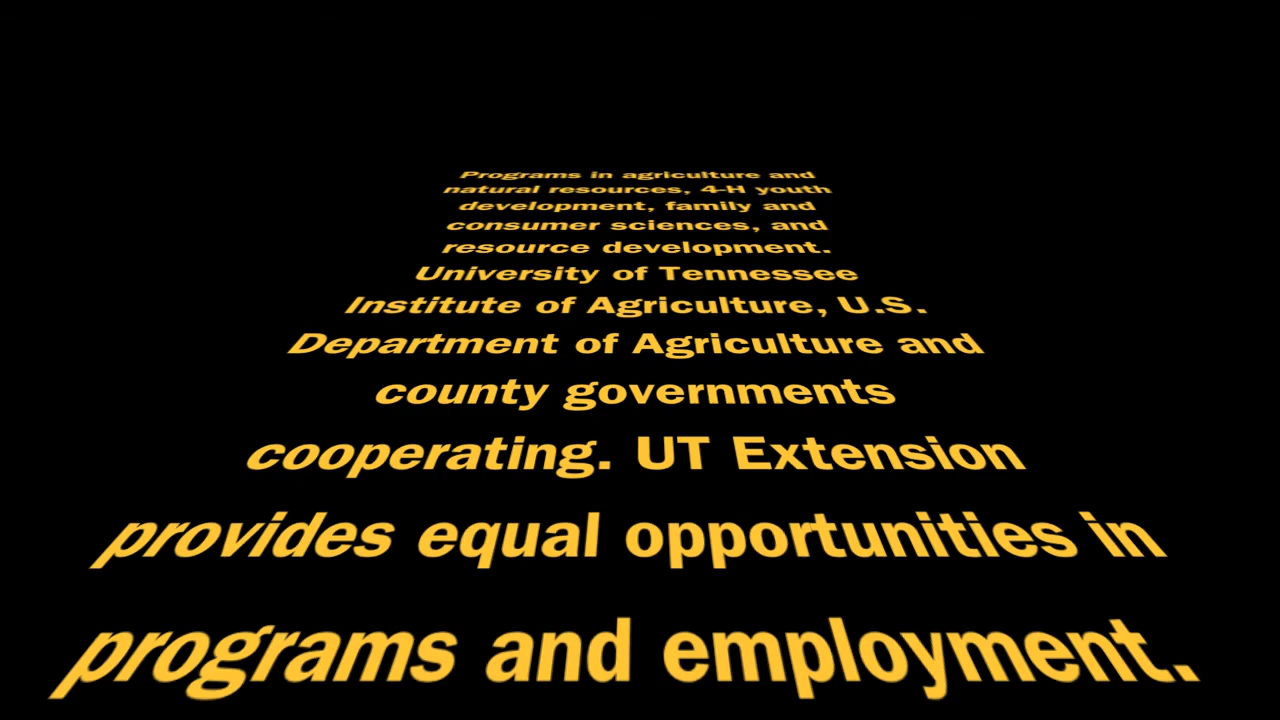 Programs in agriculture and
natural resources, 4-H youth
development, family and
consumer sciences, and
resource development.
University of Tennessee
Institute of Agriculture, U.S.
Department of Agriculture and
county governments
cooperating. UT Extension
provides equal opportunities in
programs and employment.